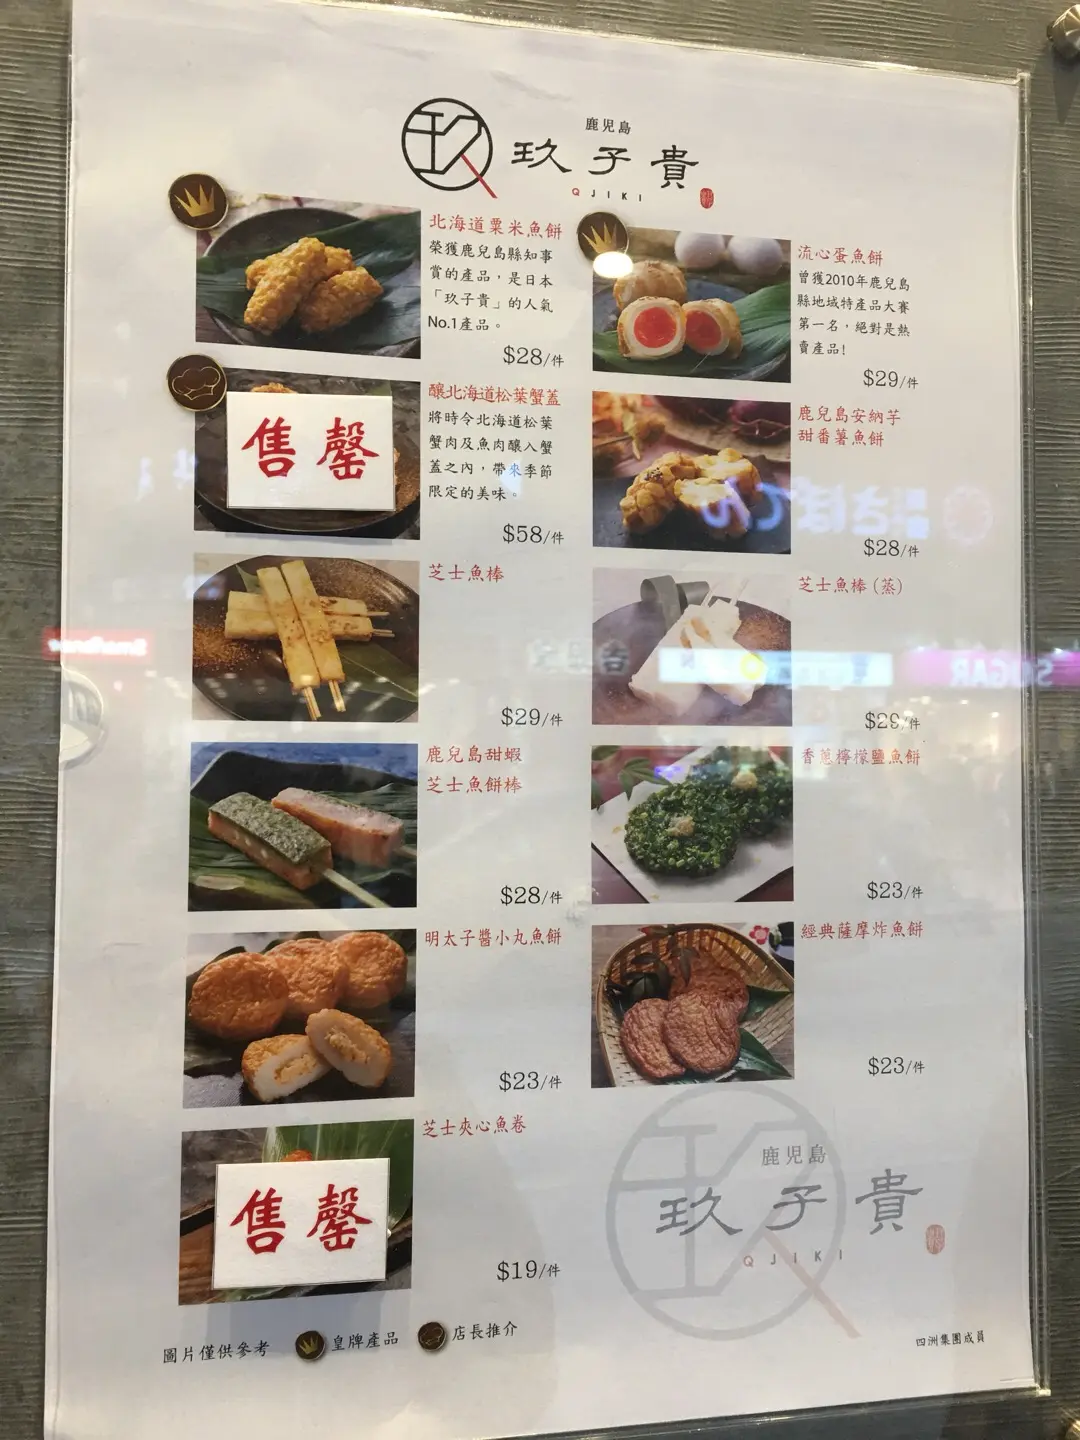 鹿児島
玖子貴
QJIKI
北海道粟米魚餅
榮獲鹿兒島縣知事
賞的產品，是日本
「玖子貴」的人氣
No.1產品。
$28/件
流心蛋魚餅
曾獲2010年鹿兒島
縣地域特產品大賽
第一名，絕對是熱
賣產品!
$29/件
售罄
釀北海道松葉蟹蓋
將時令北海道松葉
蟹肉及魚肉釀入蟹
蓋之內，帶來季節
限定的美味。
$58/件
鹿兒島安納芋
甜番薯魚餅
$28/件
芝士魚棒
$29/件
芝士魚棒（蒸）
$29/件
鹿兒島甜蝦
芝士魚餅棒
$28/件
香蔥檸檬鹽魚餅
$23/件
明太子醬小丸魚餅
$23/件
經典薩摩炸魚餅
$23/件
售罄
芝士夾心魚卷
$19/件
鹿児島
玖子貴
QJIKI
圖片僅供參考
皇牌產品
店長推介
四洲集團成員
SUGAR